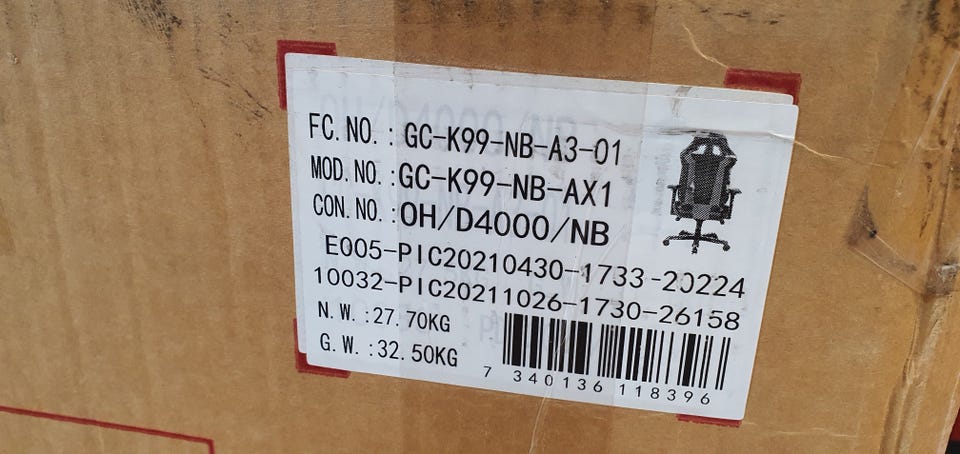 FC. NO. : GC-K99-NB-A3-01
MOD. NO. :GC-K99-NB-AX1
CON. NO. :OH/D4000/NB
E005-PIC20210430-1733-20224
10032-PIC20211026-1730-26158
N. W. :27.70KG
G. W. :32.50KG
7 340136 118396